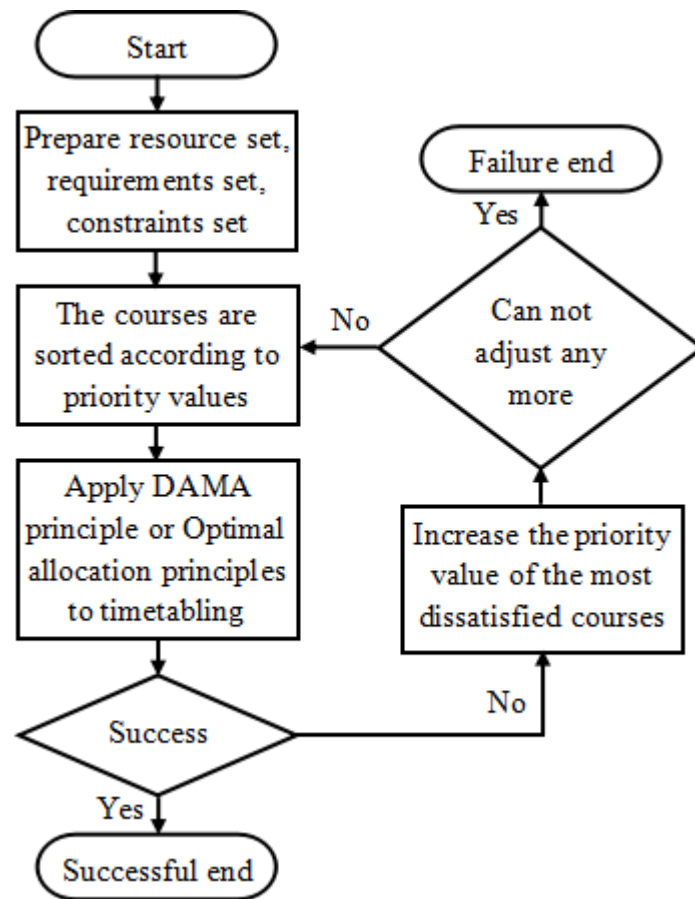 Start
Prepare resource set,
requirements set,
constraints set
The courses are
sorted according to
priority values
Apply DAMA
principle or Optimal
allocation principles
to timetabling
Success
Yes
Successful end
No
Increase the priority
value of the most
dissatisfied courses
Can not
adjust any
more
No
Yes
Failure end